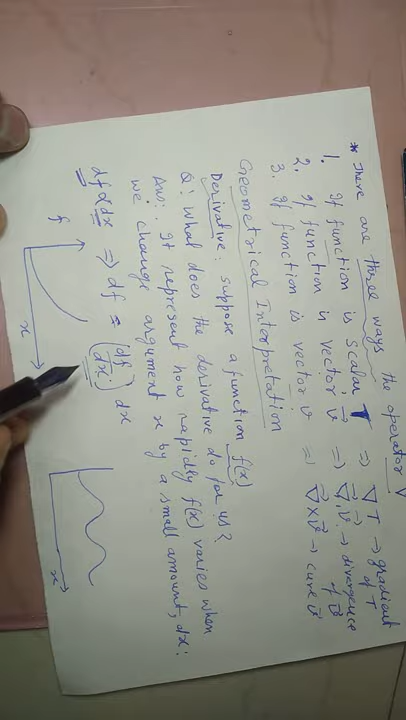 * There are three ways the operator ∇
1. If function is scalar T ⇒ ∇T → gradient of T
2. If function is vector v⃗ ⇒ ∇⃗.v⃗ → divergence of v⃗
3. If function is vector v⃗ ⇒ ∇⃗×v⃗ → curl v⃗
Geometrical Interpretation
Derivative: suppose a function f(x)
Q: What does the derivative do for us?
Ans: It represent how rapidly f(x) varies when
we change argument x by a small amount, dx:
df α dx ⇒ df = (df/dx) dx
f
x
x